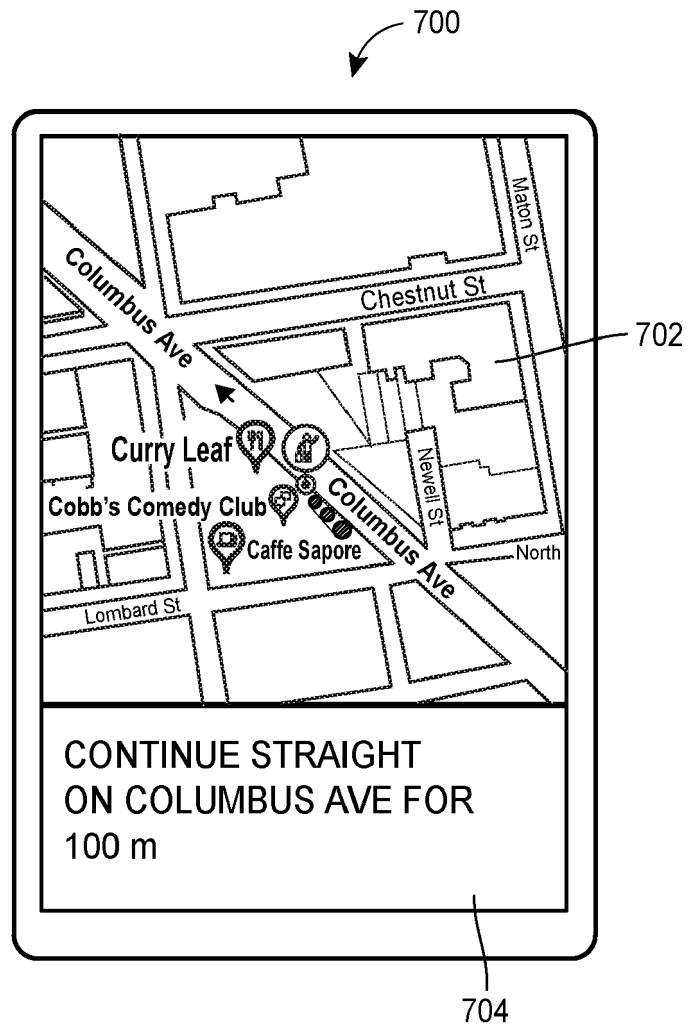 700
Maton St
Columbus Ave
Chestnut St
702
Curry Leaf
Newell St
Cobb's Comedy Club
Columbus Ave
Caffe Sapore
North
Lombard St
CONTINUE STRAIGHT
ON COLUMBUS AVE FOR
100 m
704